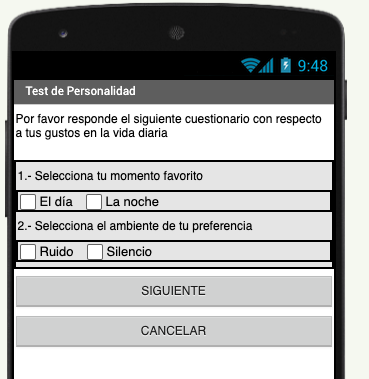 9:48
Test de Personalidad
Por favor responde el siguiente cuestionario con respecto
a tus gustos en la vida diaria
1.- Selecciona tu momento favorito
El día La noche
2.- Selecciona el ambiente de tu preferencia
Ruido Silencio
SIGUIENTE
CANCELAR